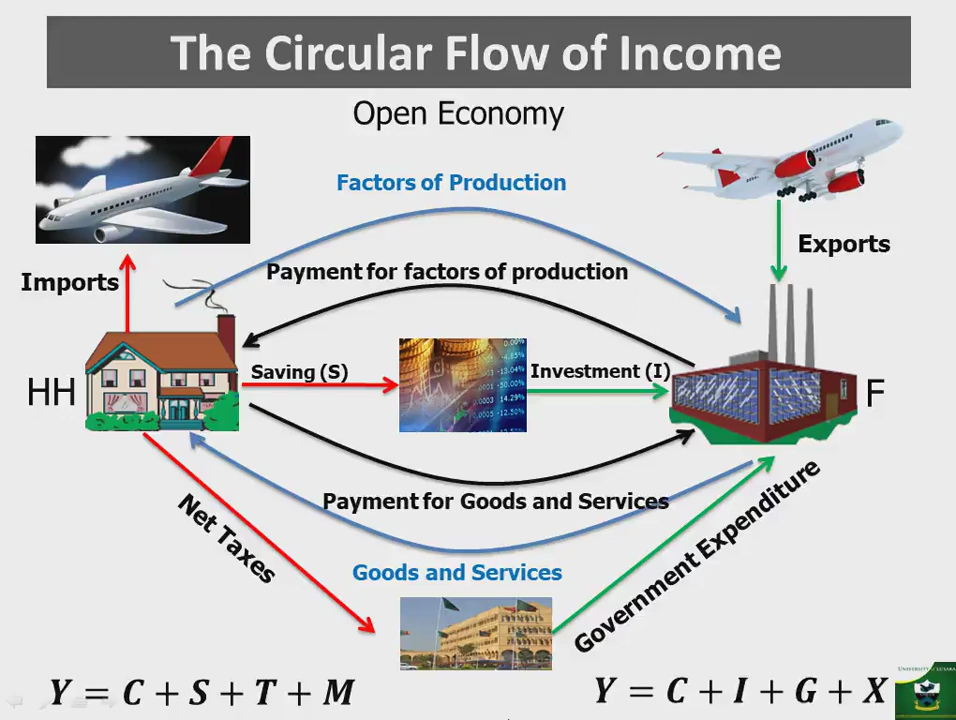 The Circular Flow of Income
Open Economy
Factors of Production
Exports
Payment for factors of production
Imports
Saving (S)
Investment (I)
HH
F
Payment for Goods and Services
Net Taxes
Government Expenditure
Goods and Services
Y = C + S + T + M
Y = C + I + G + X